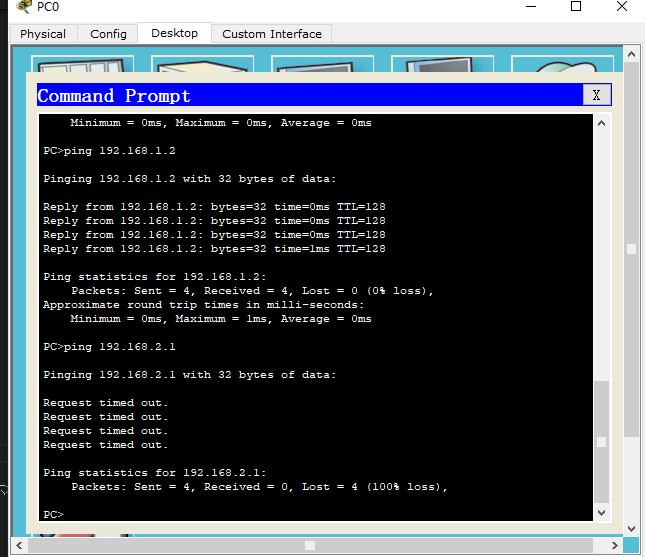 PC0
Physical Config Desktop Custom Interface
Command Prompt X
Minimum = 0ms, Maximum = 0ms, Average = 0ms
PC>ping 192.168.1.2
Pinging 192.168.1.2 with 32 bytes of data:
Reply from 192.168.1.2: bytes=32 time=0ms TTL=128
Reply from 192.168.1.2: bytes=32 time=0ms TTL=128
Reply from 192.168.1.2: bytes=32 time=0ms TTL=128
Reply from 192.168.1.2: bytes=32 time=1ms TTL=128
Ping statistics for 192.168.1.2:
Packets: Sent = 4, Received = 4, Lost = 0 (0% loss),
Approximate round trip times in milli-seconds:
Minimum = 0ms, Maximum = 1ms, Average = 0ms
PC>ping 192.168.2.1
Pinging 192.168.2.1 with 32 bytes of data:
Request timed out.
Request timed out.
Request timed out.
Request timed out.
Ping statistics for 192.168.2.1:
Packets: Sent = 4, Received = 0, Lost = 4 (100% loss),
PC>